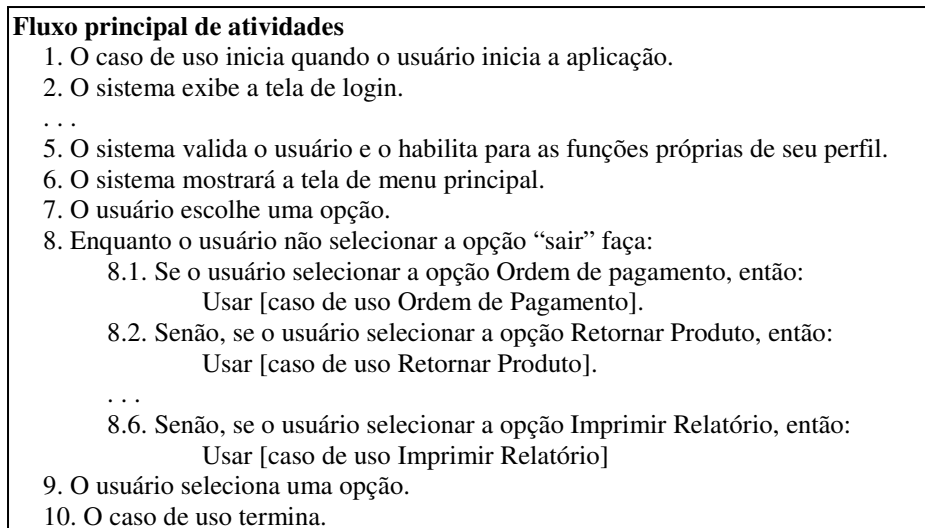 Fluxo principal de atividades
1. O caso de uso inicia quando o usuário inicia a aplicação.
2. O sistema exibe a tela de login.
. . .
5. O sistema valida o usuário e o habilita para as funções próprias de seu perfil.
6. O sistema mostrará a tela de menu principal.
7. O usuário escolhe uma opção.
8. Enquanto o usuário não selecionar a opção “sair” faça:
8.1. Se o usuário selecionar a opção Ordem de pagamento, então:
Usar [caso de uso Ordem de Pagamento].
8.2. Senão, se o usuário selecionar a opção Retornar Produto, então:
Usar [caso de uso Retornar Produto].
. . .
8.6. Senão, se o usuário selecionar a opção Imprimir Relatório, então:
Usar [caso de uso Imprimir Relatório]
9. O usuário seleciona uma opção.
10. O caso de uso termina.